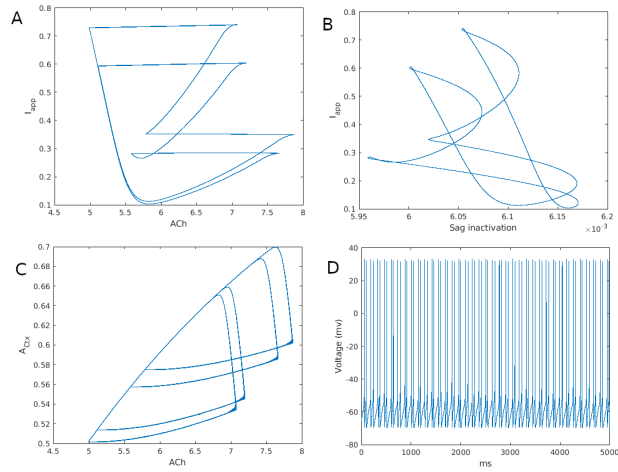 A
0.8
0.7
0.6
0.5
0.4
0.3
0.2
0.1
I_app
4.5 5 5.5 6 6.5 7 7.5 8
ACh
B
0.8
0.7
0.6
0.5
0.4
0.3
0.2
0.1
I_app
5.95 6 6.05 6.1 6.15 6.2
Sag inactivation
×10^-3
C
0.7
0.68
0.66
0.64
0.62
0.6
0.58
0.56
0.54
0.52
0.5
A_Ctx
4.5 5 5.5 6 6.5 7 7.5 8
ACh
D
40
20
0
-20
-40
-60
-80
Voltage (mv)
0 1000 2000 3000 4000 5000
ms